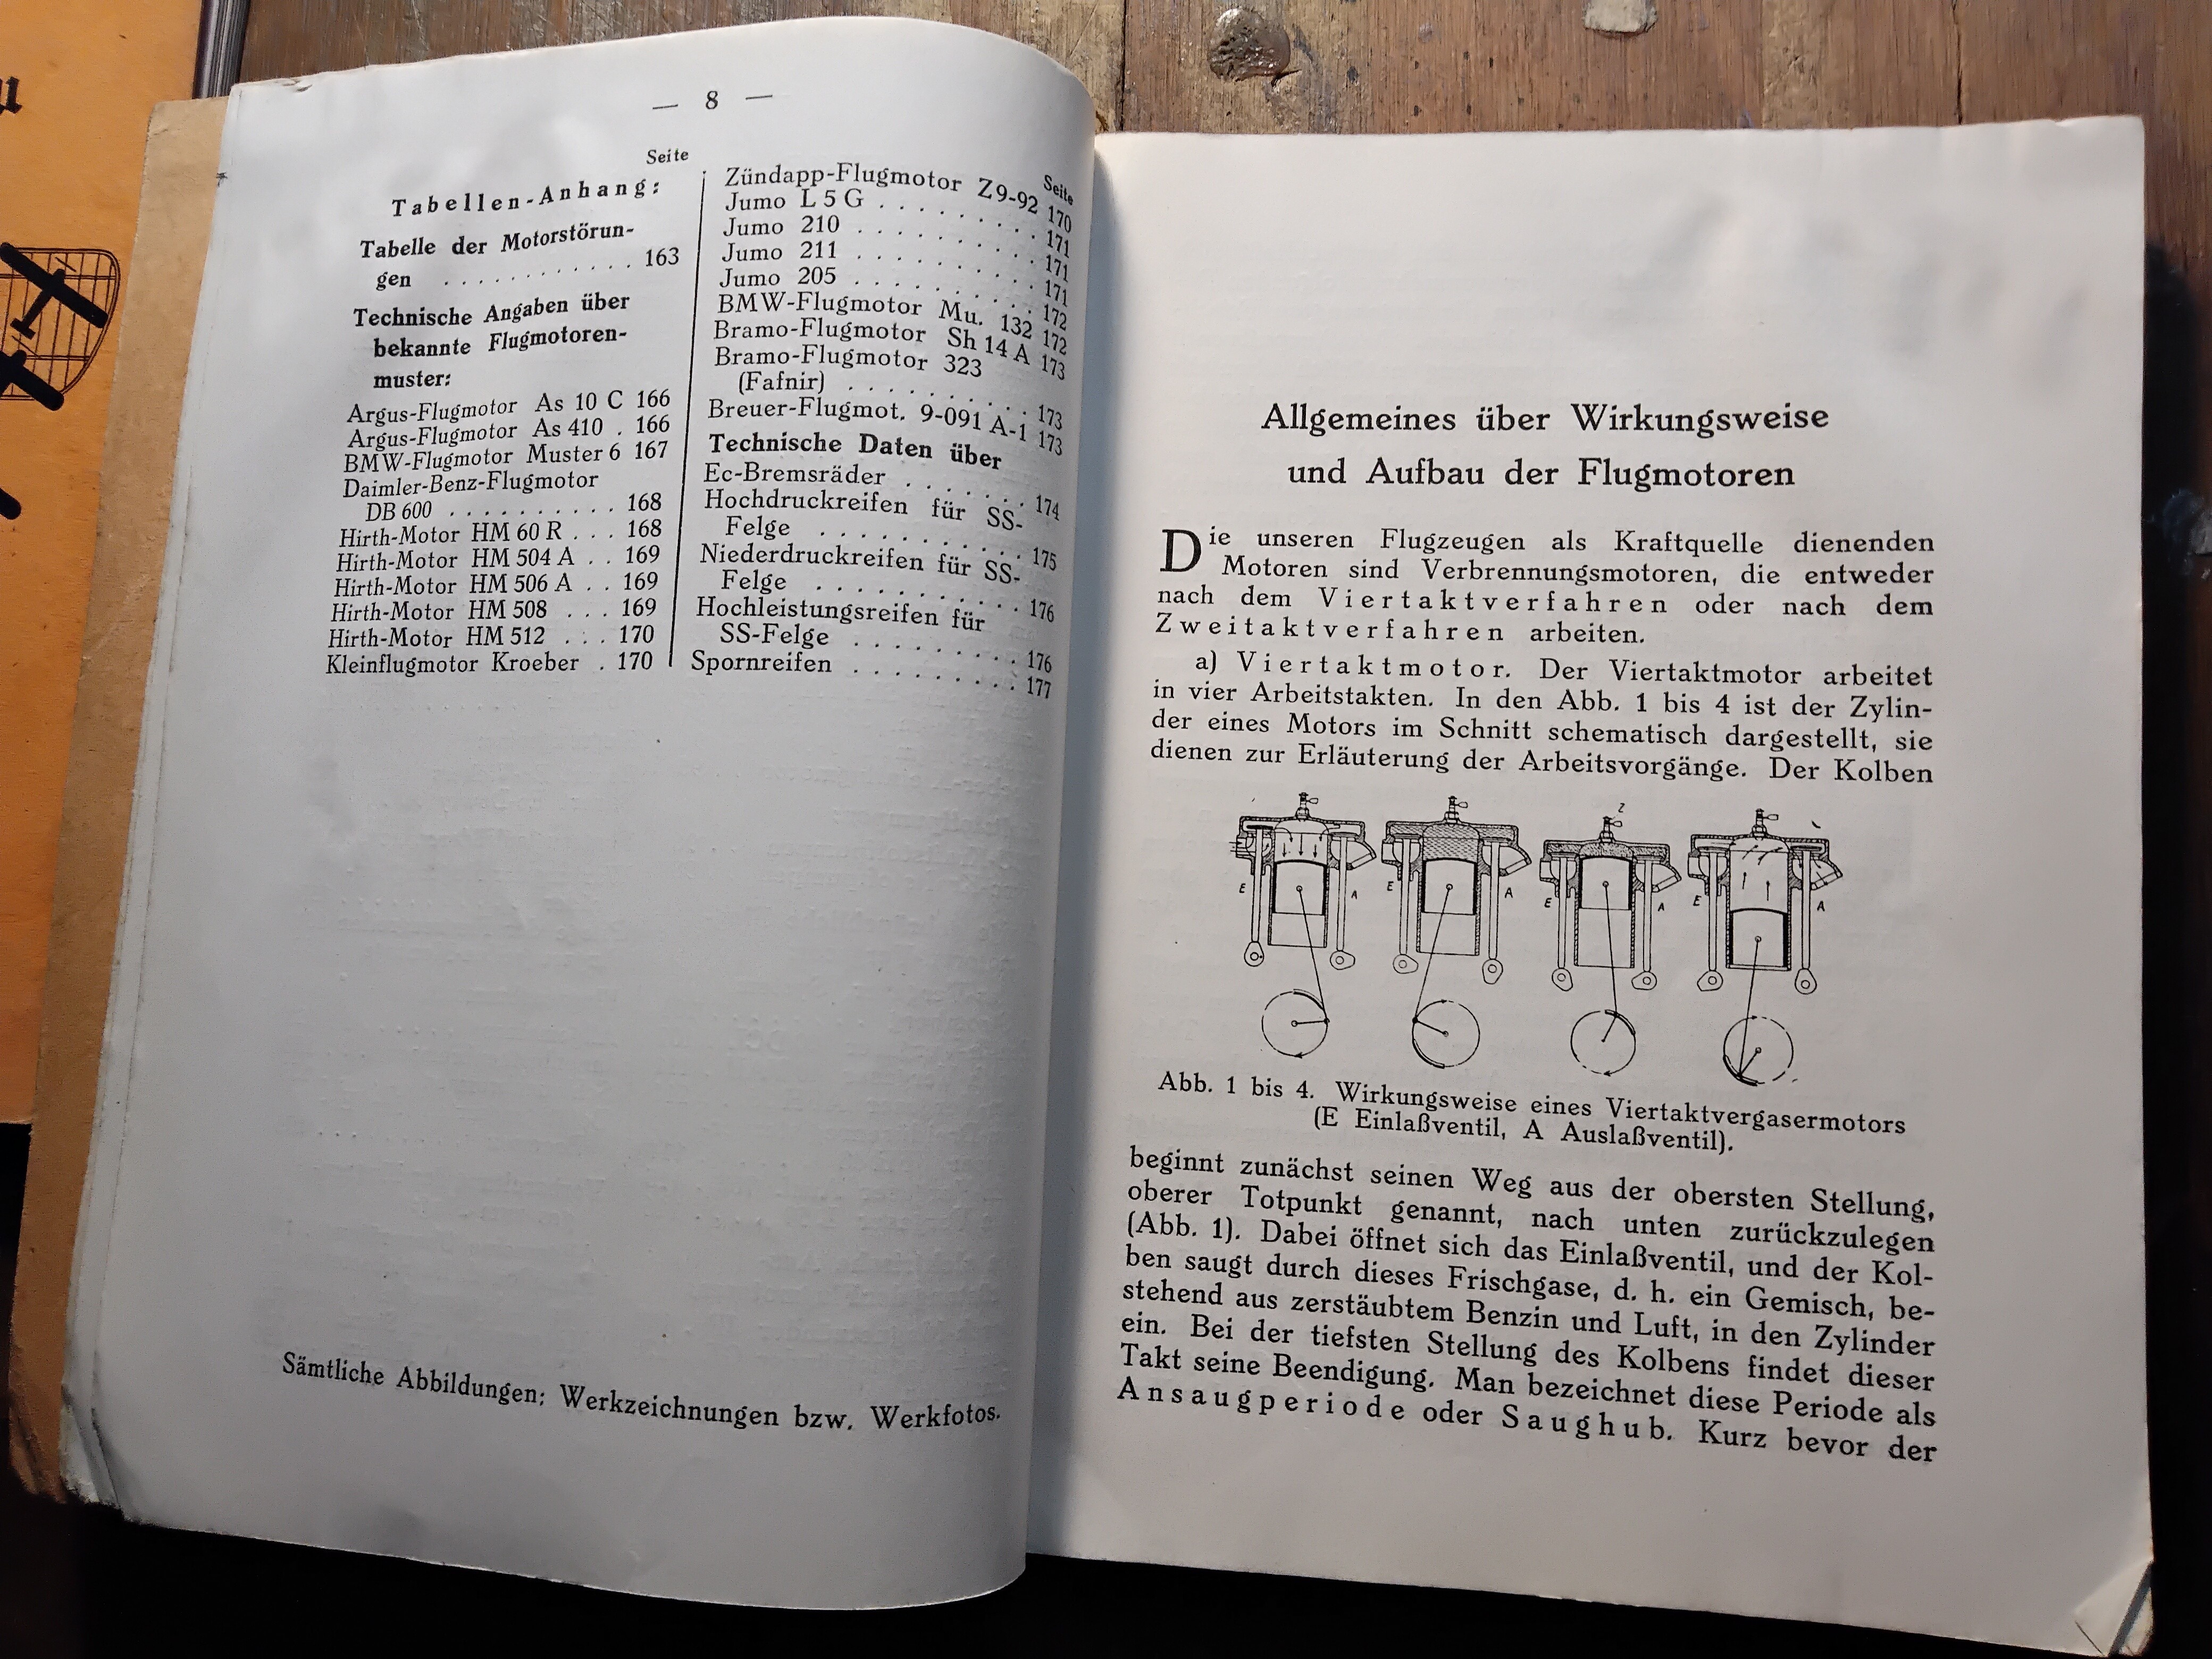 — 8 —
Seite
Tabellen-Anhang:
Tabelle der Motorstörun-
gen . . . . . . . . . . . 163
Technische Angaben über
bekannte Flugmotoren-
muster:
Argus-Flugmotor As 10 C 166
Argus-Flugmotor As 410 . 166
BMW-Flugmotor Muster 6 167
Daimler-Benz-Flugmotor
DB 600 . . . . . . . . . . 168
Hirth-Motor HM 60 R . . . 168
Hirth-Motor HM 504 A . . 169
Hirth-Motor HM 506 A . . 169
Hirth-Motor HM 508 . . . 169
Hirth-Motor HM 512 . . . 170
Kleinflugmotor Kroeber . 170
Seite
Zündapp-Flugmotor Z 9-92 170
Jumo L 5 G . . . . . . . . . 171
Jumo 210 . . . . . . . . . . 171
Jumo 211 . . . . . . . . . . 171
Jumo 205 . . . . . . . . . . 172
BMW-Flugmotor Mu. 132 172
Bramo-Flugmotor Sh 14 A 173
Bramo-Flugmotor 323
(Fafnir) . . . . . . . . . . 173
Breuer-Flugmot. 9-091 A-1 173
Technische Daten über
Ec-Bremsräder . . . . . . . 174
Hochdruckreifen für SS-
Felge . . . . . . . . . . . 175
Niederdruckreifen für SS-
Felge . . . . . . . . . . . 176
Hochleistungsreifen für
SS-Felge . . . . . . . . . 176
Spornreifen . . . . . . . . . 177
Sämtliche Abbildungen: Werkzeichnungen bzw. Werkfotos.
Allgemeines über Wirkungsweise
und Aufbau der Flugmotoren
Die unseren Flugzeugen als Kraftquelle dienenden
Motoren sind Verbrennungsmotoren, die entweder
nach dem Viertaktverfahren oder nach dem
Zweitaktverfahren arbeiten.
a) Viertaktmotor. Der Viertaktmotor arbeitet
in vier Arbeitstakten. In den Abb. 1 bis 4 ist der Zylin-
der eines Motors im Schnitt schematisch dargestellt, sie
dienen zur Erläuterung der Arbeitsvorgänge. Der Kolben
Z
E A E A E A E A
Abb. 1 bis 4. Wirkungsweise eines Viertaktvergasermotors
(E Einlaßventil, A Auslaßventil).
beginnt zunächst seinen Weg aus der obersten Stellung,
oberer Totpunkt genannt, nach unten zurückzulegen
(Abb. 1). Dabei öffnet sich das Einlaßventil, und der Kol-
ben saugt durch dieses Frischgase, d. h. ein Gemisch, be-
stehend aus zerstäubtem Benzin und Luft, in den Zylinder
ein. Bei der tiefsten Stellung des Kolbens findet dieser
Takt seine Beendigung. Man bezeichnet diese Periode als
Ansaugperiode oder Saughub. Kurz bevor der